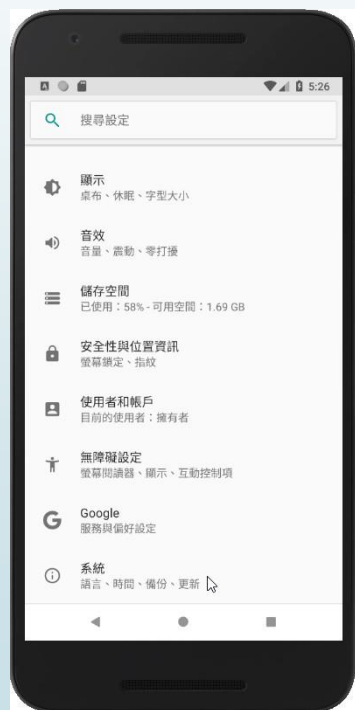 5:26
搜尋設定
顯示
桌布、休眠、字型大小
音效
音量、震動、零打擾
儲存空間
已使用：58% - 可用空間：1.69 GB
安全性與位置資訊
螢幕鎖定、指紋
使用者和帳戶
目前的使用者：擁有者
無障礙設定
螢幕閱讀器、顯示、互動控制項
Google
服務與偏好設定
系統
語言、時間、備份、更新